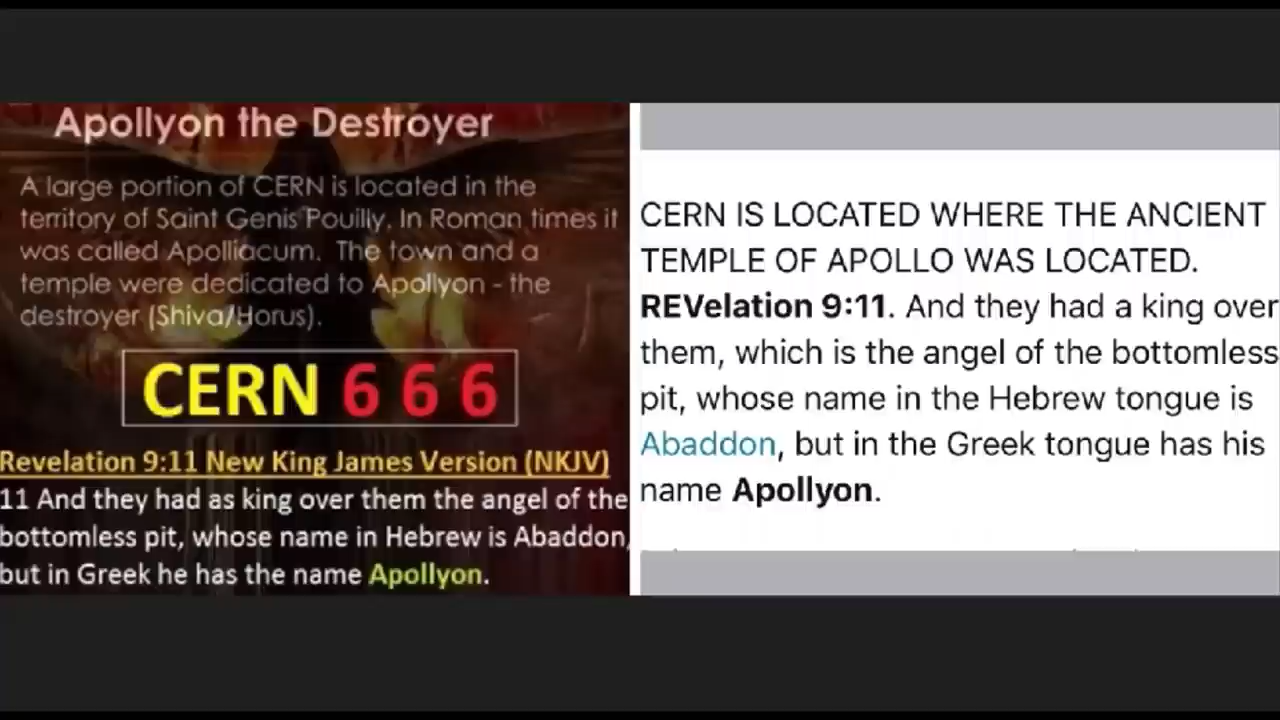 Apollyon the Destroyer
A large portion of CERN is located in the
territory of Saint Genis Pouilly. In Roman times it
was called Apolliacum. The town and a
temple were dedicated to Apollyon - the
destroyer (Shiva/Horus).
CERN 6 6 6
Revelation 9:11 New King James Version (NKJV)
11 And they had as king over them the angel of the
bottomless pit, whose name in Hebrew is Abaddon,
but in Greek he has the name Apollyon.
CERN IS LOCATED WHERE THE ANCIENT
TEMPLE OF APOLLO WAS LOCATED.
REVelation 9:11. And they had a king over
them, which is the angel of the bottomless
pit, whose name in the Hebrew tongue is
Abaddon, but in the Greek tongue has his
name Apollyon.